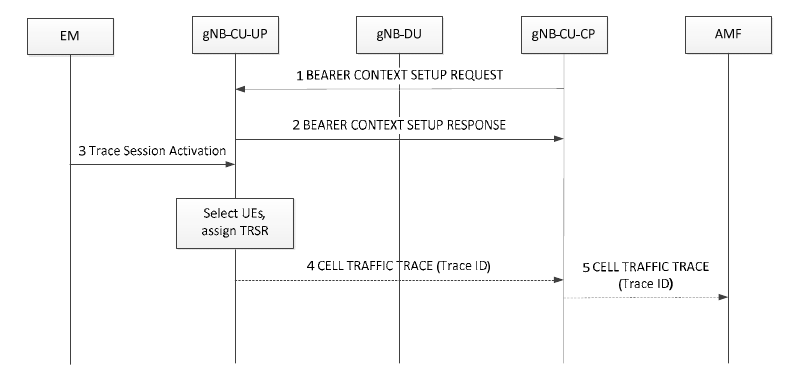 EM
gNB-CU-UP
gNB-DU
gNB-CU-CP
AMF
1 BEARER CONTEXT SETUP REQUEST
2 BEARER CONTEXT SETUP RESPONSE
3 Trace Session Activation
Select UEs,
assign TRSR
4 CELL TRAFFIC TRACE (Trace ID)
5 CELL TRAFFIC TRACE
(Trace ID)